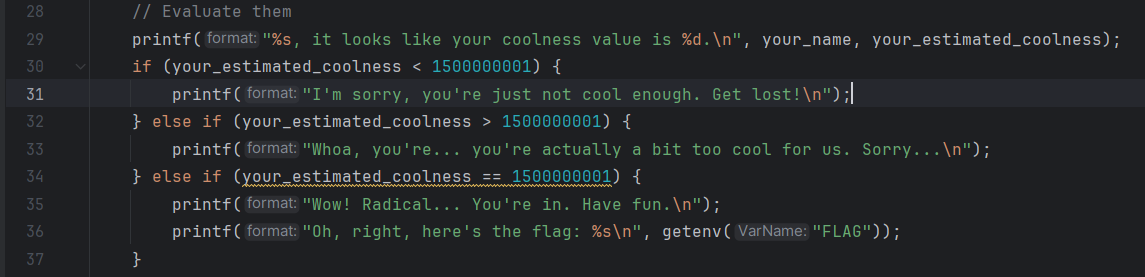 28 // Evaluate them
29 printf( format: "%s, it looks like your coolness value is %d.\n", your_name, your_estimated_coolness);
30 if (your_estimated_coolness < 1500000001) {
31 printf( format: "I'm sorry, you're just not cool enough. Get lost!\n");
32 } else if (your_estimated_coolness > 1500000001) {
33 printf( format: "Whoa, you're... you're actually a bit too cool for us. Sorry...\n");
34 } else if (your_estimated_coolness == 1500000001) {
35 printf( format: "Wow! Radical... You're in. Have fun.\n");
36 printf( format: "Oh, right, here's the flag: %s\n", getenv( VarName: "FLAG"));
37 }